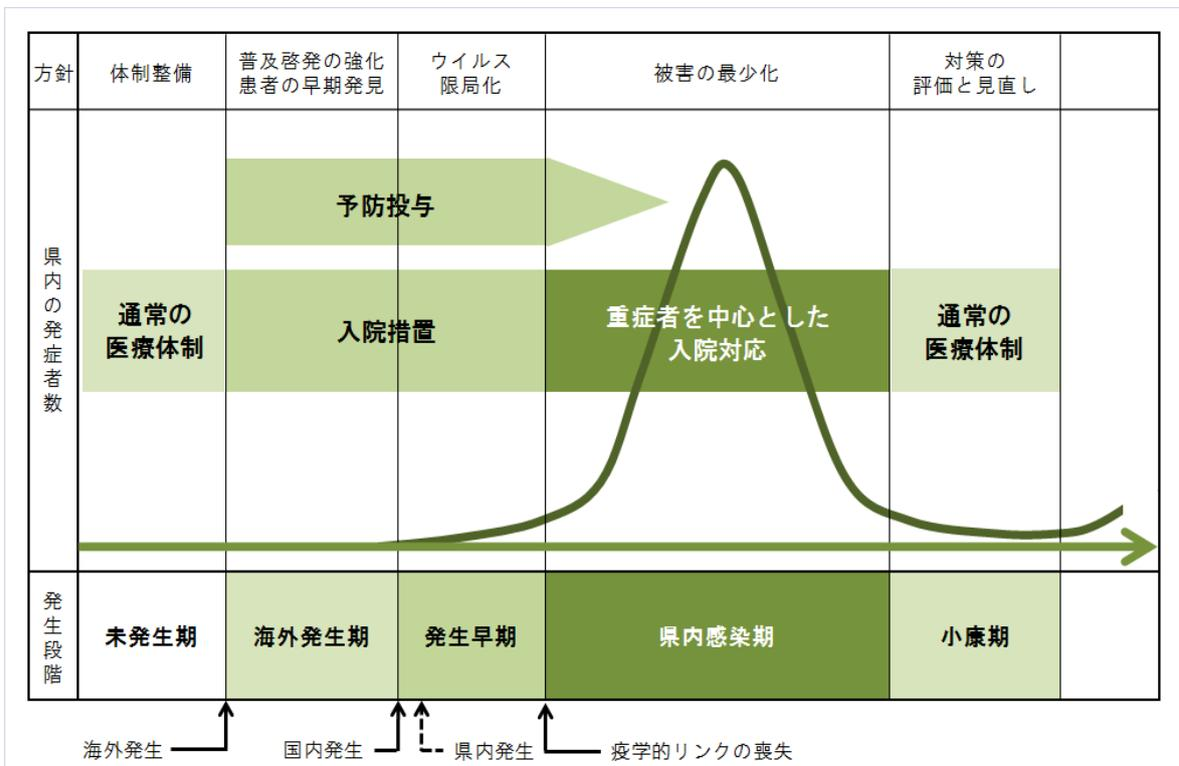 方針
体制整備
普及啓発の強化
患者の早期発見
ウイルス
限局化
被害の最少化
対策の
評価と見直し
県内の発症者数
予防投与
通常の
医療体制
入院措置
重症者を中心とした
入院対応
通常の
医療体制
発生段階
未発生期
海外発生期
発生早期
県内感染期
小康期
海外発生
国内発生
県内発生
疫学的リンクの喪失